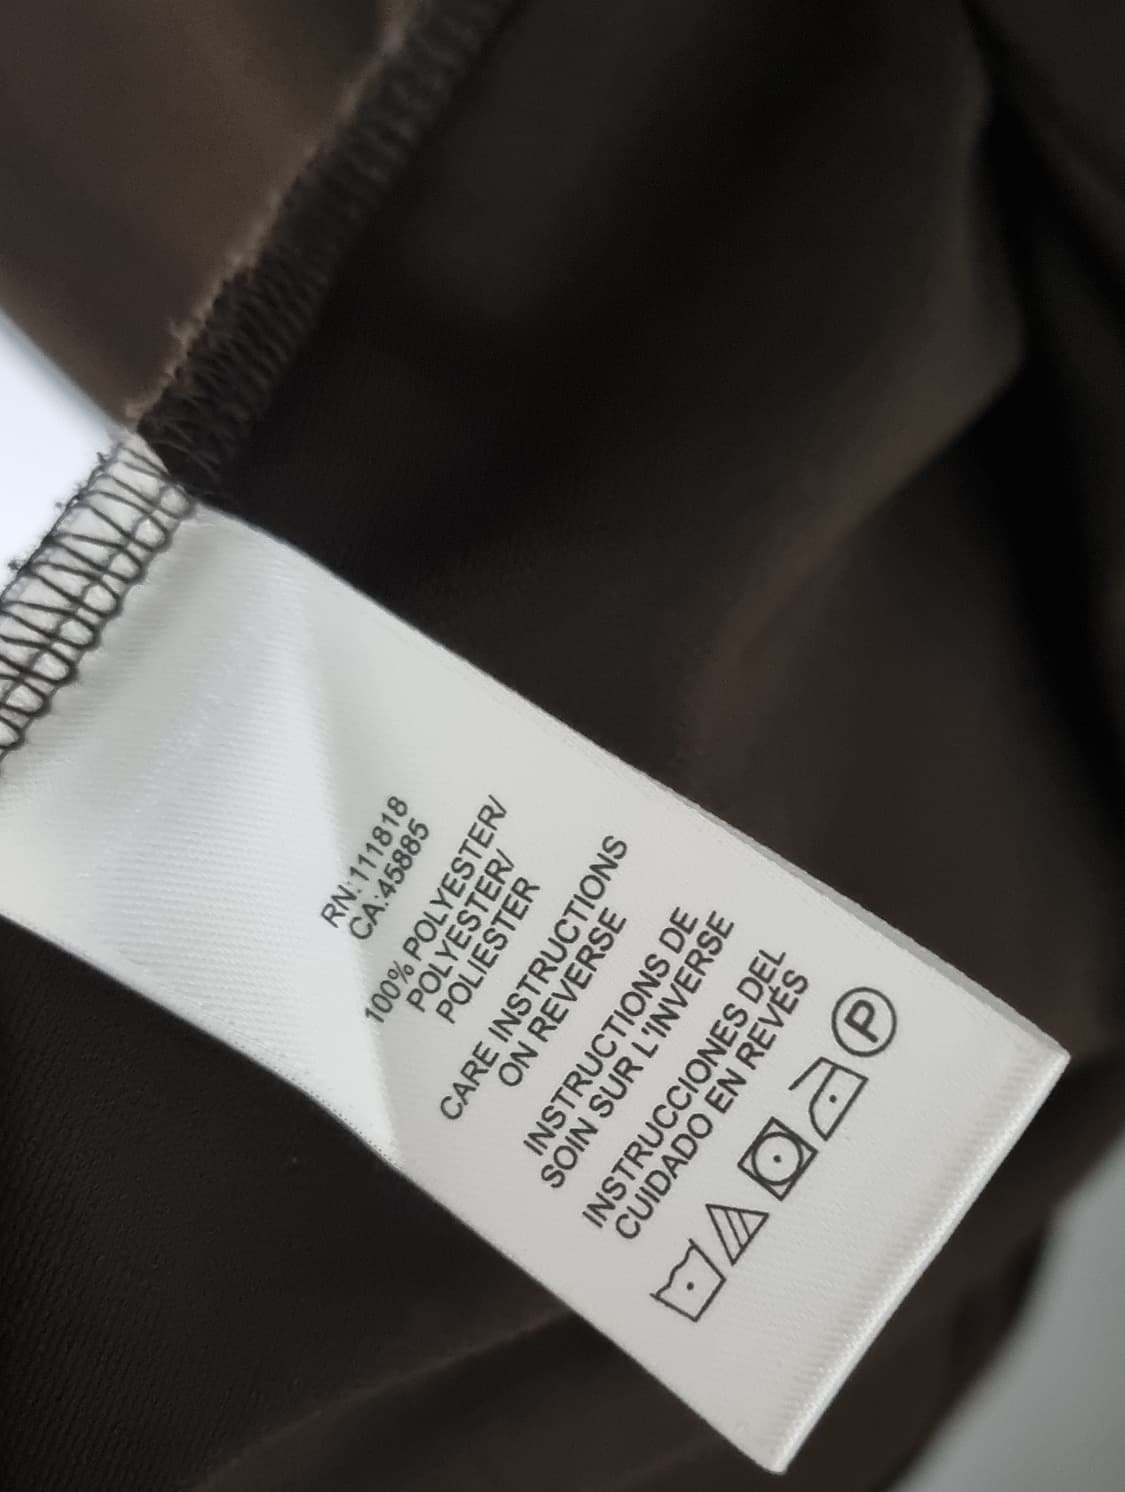 RN:111818
CA:45885
100% POLYESTER/
POLYESTER/
POLIESTER
CARE INSTRUCTIONS
ON REVERSE
INSTRUCTIONS DE
SOIN SUR L'INVERSE
INSTRUCCIONES DEL
CUIDADO EN REVÉS
P